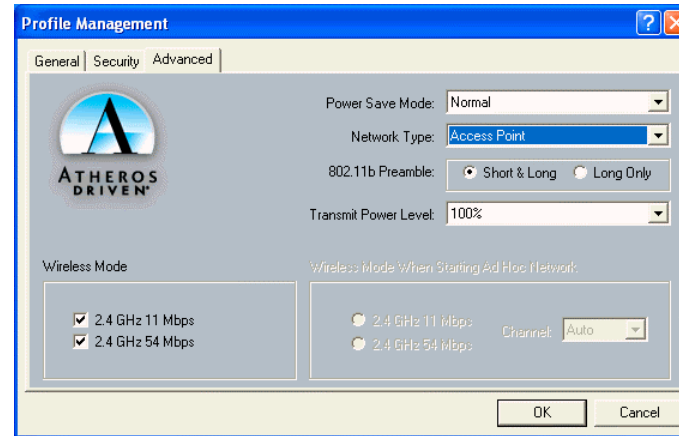 Profile Management
General Security Advanced
Power Save Mode: Normal
Network Type: Access Point
802.11b Preamble: Short & Long Long Only
Transmit Power Level: 100%
ATHEROS
DRIVEN
Wireless Mode
2.4 GHz 11 Mbps
2.4 GHz 54 Mbps
Wireless Mode When Starting Ad Hoc Network
2.4 GHz 11 Mbps
2.4 GHz 54 Mbps
Channel: Auto
OK Cancel